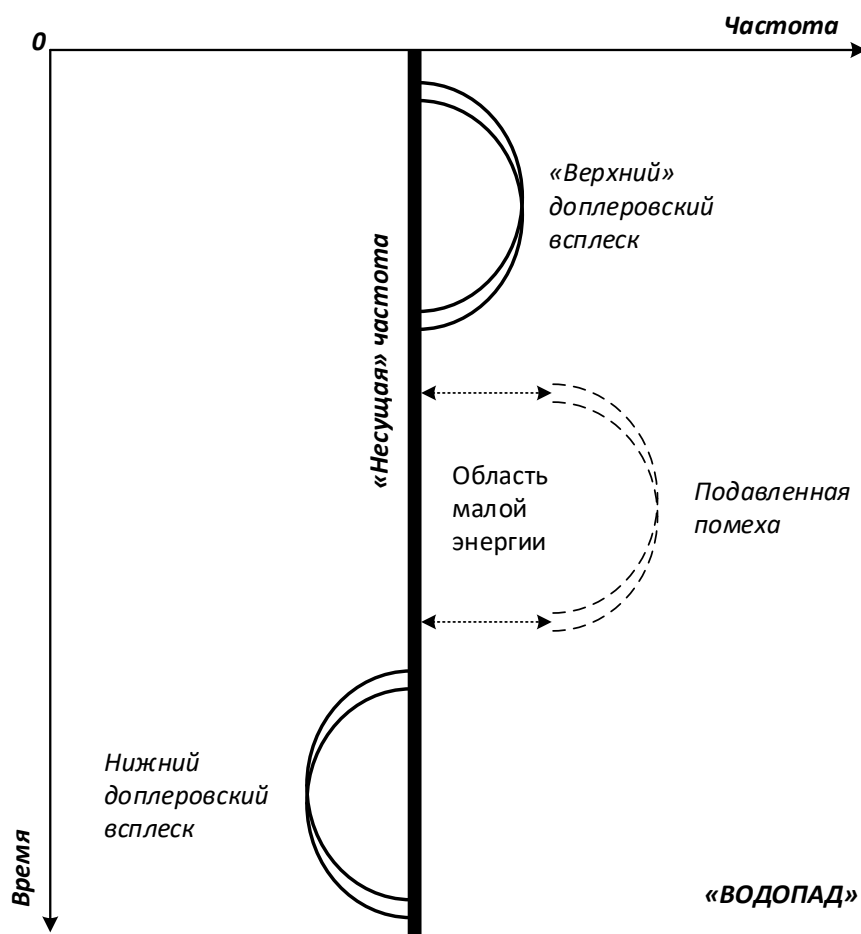 Частота
0
«Верхний»
доплеровский
всплеск
«Несущая» частота
Область
малой
энергии
Подавленная
помеха
Нижний
доплеровский
всплеск
Время
«ВОДОПАД»